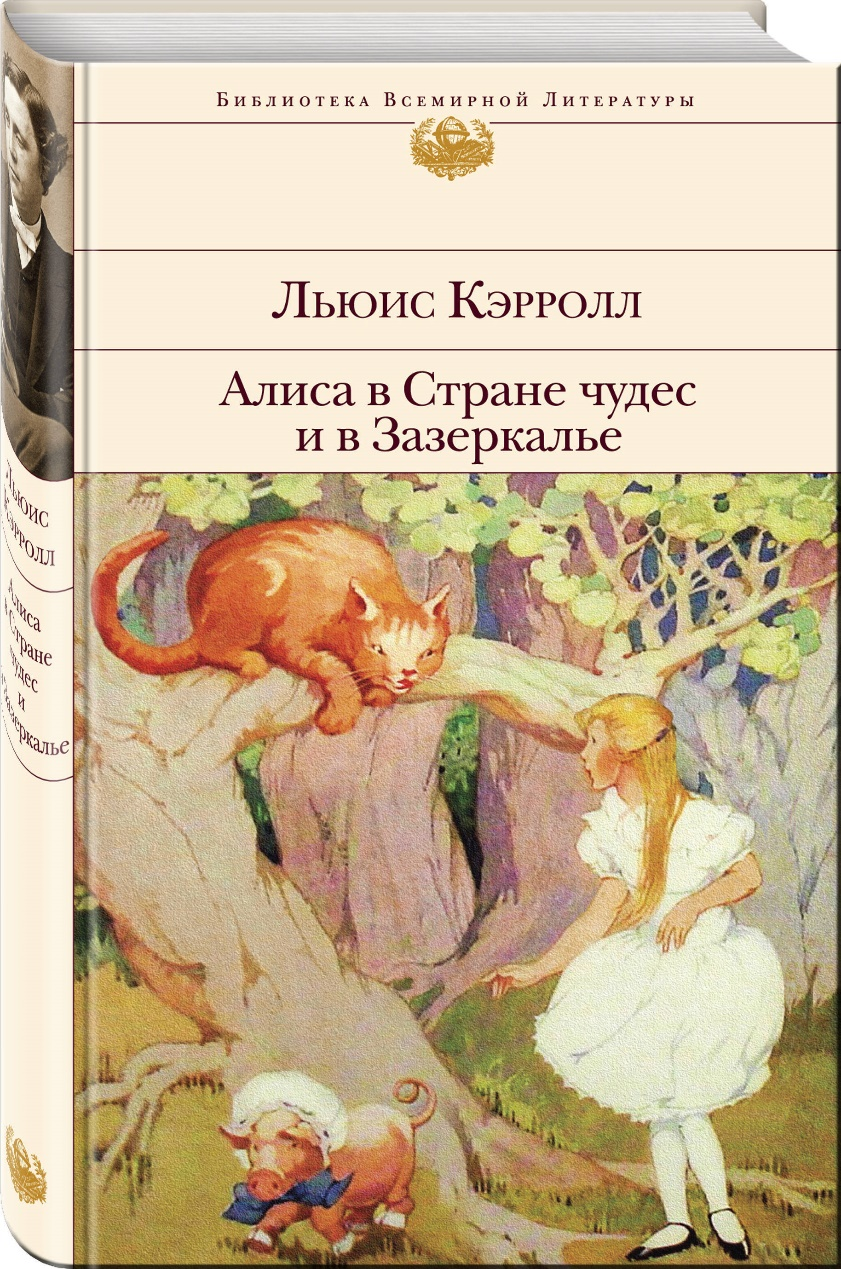 Библиотека Всемирной Литературы
Льюис Кэрролл
Алиса в Стране чудес
и в Зазеркалье
Льюис
Кэрролл
Алиса
в Стране
чудес
и
в Зазеркалье